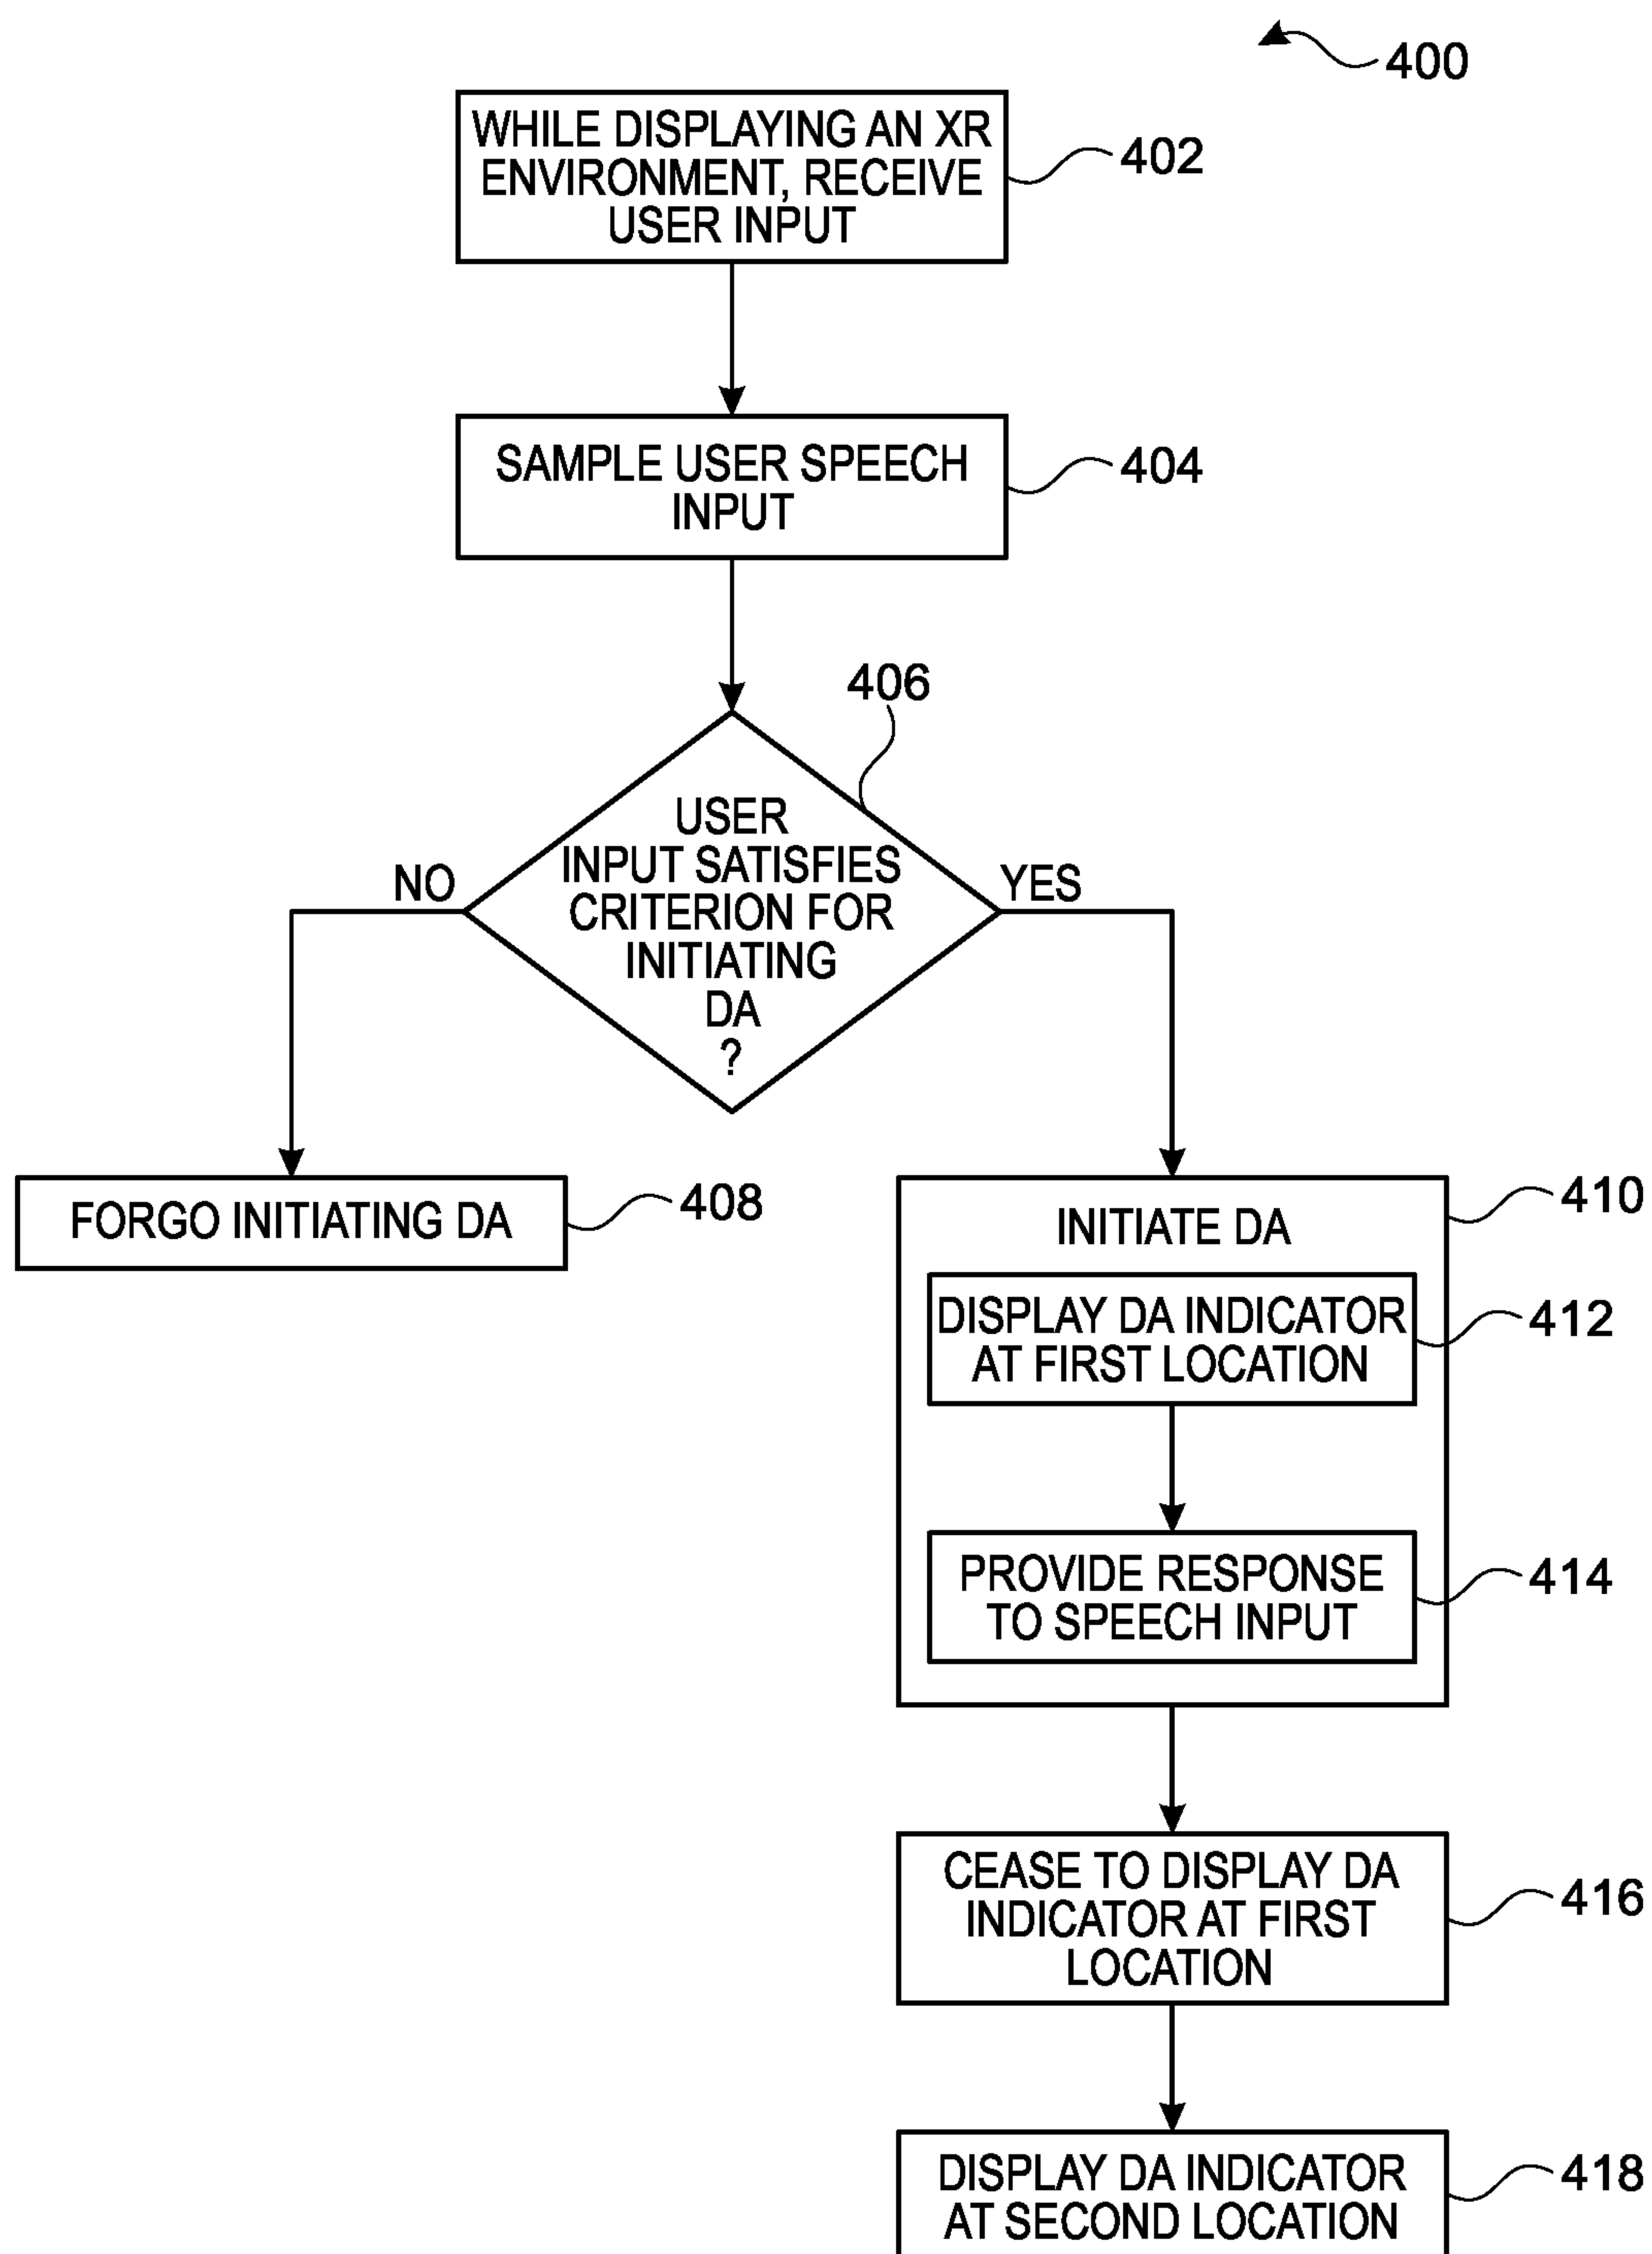 400
WHILE DISPLAYING AN XR
ENVIRONMENT, RECEIVE
USER INPUT
402
SAMPLE USER SPEECH
INPUT
404
406
USER
INPUT SATISFIES
CRITERION FOR
INITIATING
DA
?
NO
YES
FORGO INITIATING DA
408
INITIATE DA
410
DISPLAY DA INDICATOR
AT FIRST LOCATION
412
PROVIDE RESPONSE
TO SPEECH INPUT
414
CEASE TO DISPLAY DA
INDICATOR AT FIRST
LOCATION
416
DISPLAY DA INDICATOR
AT SECOND LOCATION
418